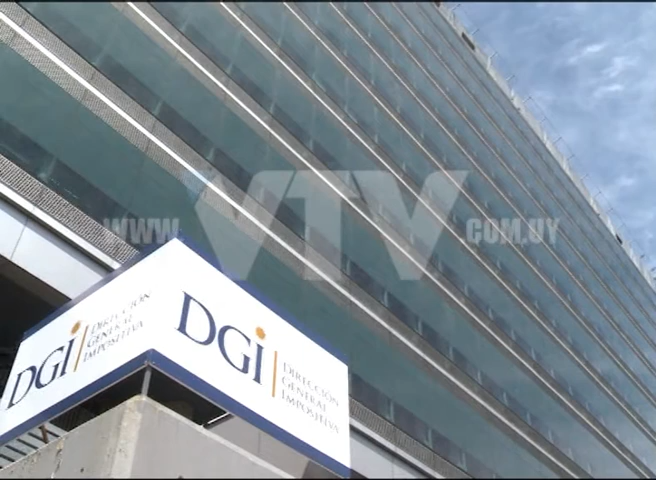 WWW. VTV .COM.UY
DGI
DIRECCIÓN
GENERAL
IMPOSITIVA
DGI
DIRECCIÓN
GENERAL
IMPOSITIVA